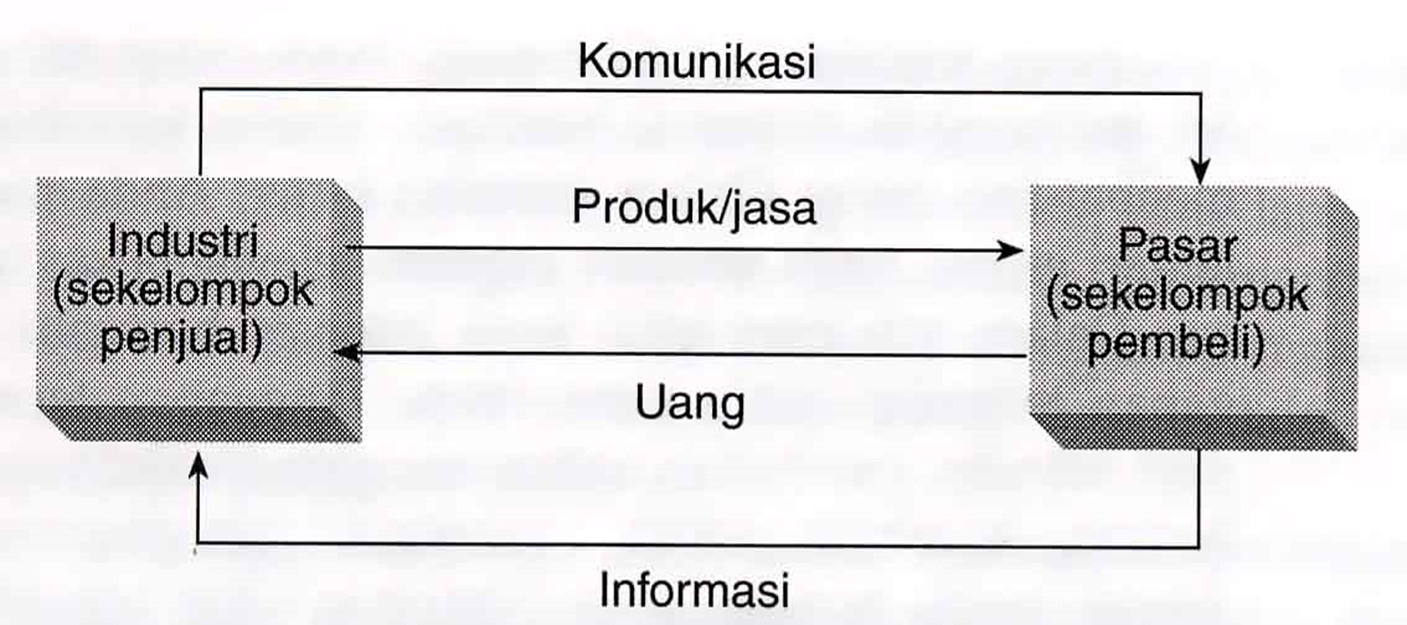 Komunikasi
Produk/jasa
Industri
(sekelompok
penjual)
Pasar
(sekelompok
pembeli)
Uang
Informasi